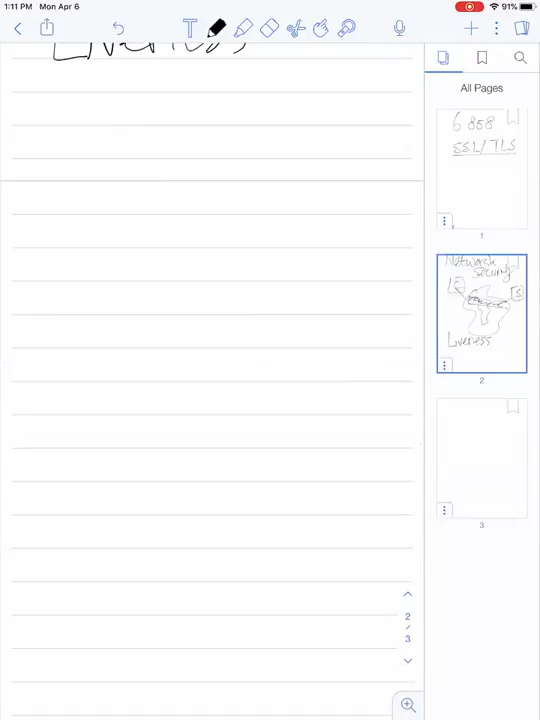 1:11 PM Mon Apr 6 91%
Liveness
T
All Pages
6 858
SSL/TLS
1
Network
Security
C S
Liveness
2
3
2
/
3